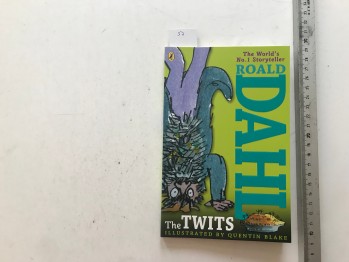 The World's
No.1 Storyteller
ROALD
DAHL
The TWITS
ILLUSTRATED BY QUENTIN BLAKE